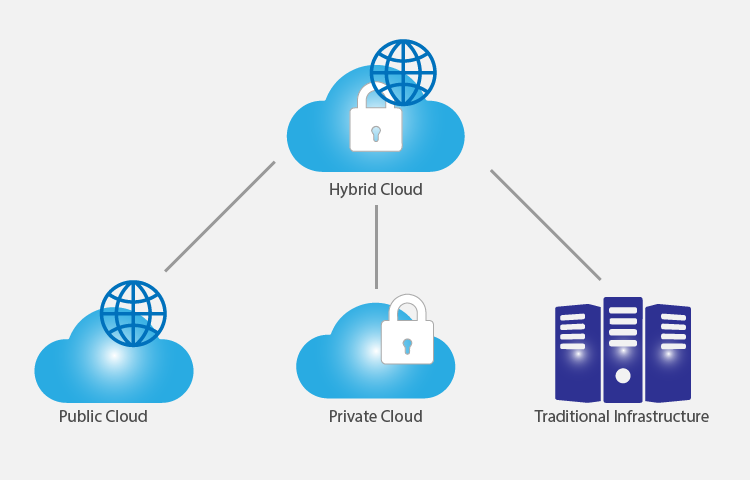 Hybrid Cloud
Public Cloud
Private Cloud
Traditional Infrastructure